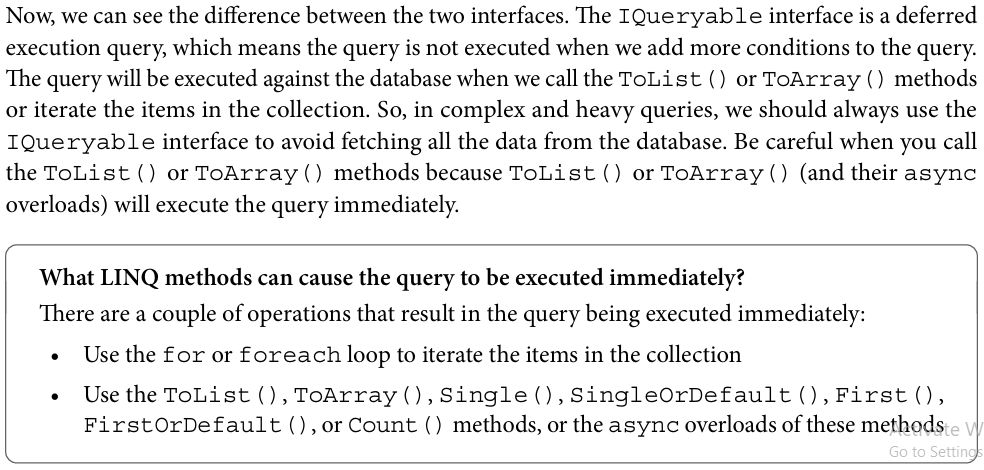 Now, we can see the difference between the two interfaces. The IQueryable interface is a deferred
execution query, which means the query is not executed when we add more conditions to the query.
The query will be executed against the database when we call the ToList() or ToArray() methods
or iterate the items in the collection. So, in complex and heavy queries, we should always use the
IQueryable interface to avoid fetching all the data from the database. Be careful when you call
the ToList() or ToArray() methods because ToList() or ToArray() (and their async
overloads) will execute the query immediately.
What LINQ methods can cause the query to be executed immediately?
There are a couple of operations that result in the query being executed immediately:
• Use the for or foreach loop to iterate the items in the collection
• Use the ToList(), ToArray(), Single(), SingleOrDefault(), First(),
FirstOrDefault(), or Count() methods, or the async overloads of these methods
Activate W
Go to Settings